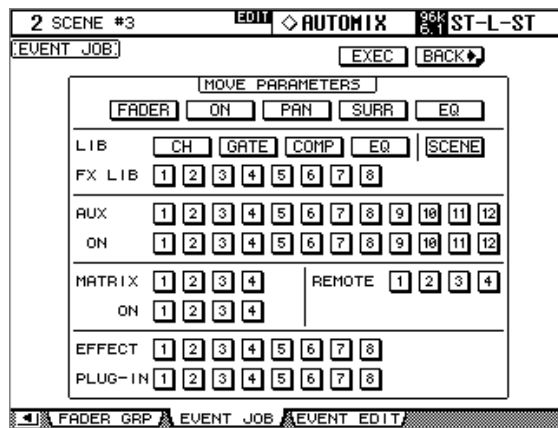 2 SCENE #3 EDIT ◇AUTOMIX 96k 6.1 ST-L-ST
EVENT JOB EXEC BACK
MOVE PARAMETERS
FADER ON PAN SURR EQ
LIB CH GATE COMP EQ SCENE
FX LIB 1 2 3 4 5 6 7 8
AUX 1 2 3 4 5 6 7 8 9 10 11 12
ON 1 2 3 4 5 6 7 8 9 10 11 12
MATRIX 1 2 3 4 REMOTE 1 2 3 4
ON 1 2 3 4
EFFECT 1 2 3 4 5 6 7 8
PLUG-IN 1 2 3 4 5 6 7 8
FADER GRP EVENT JOB EVENT EDIT